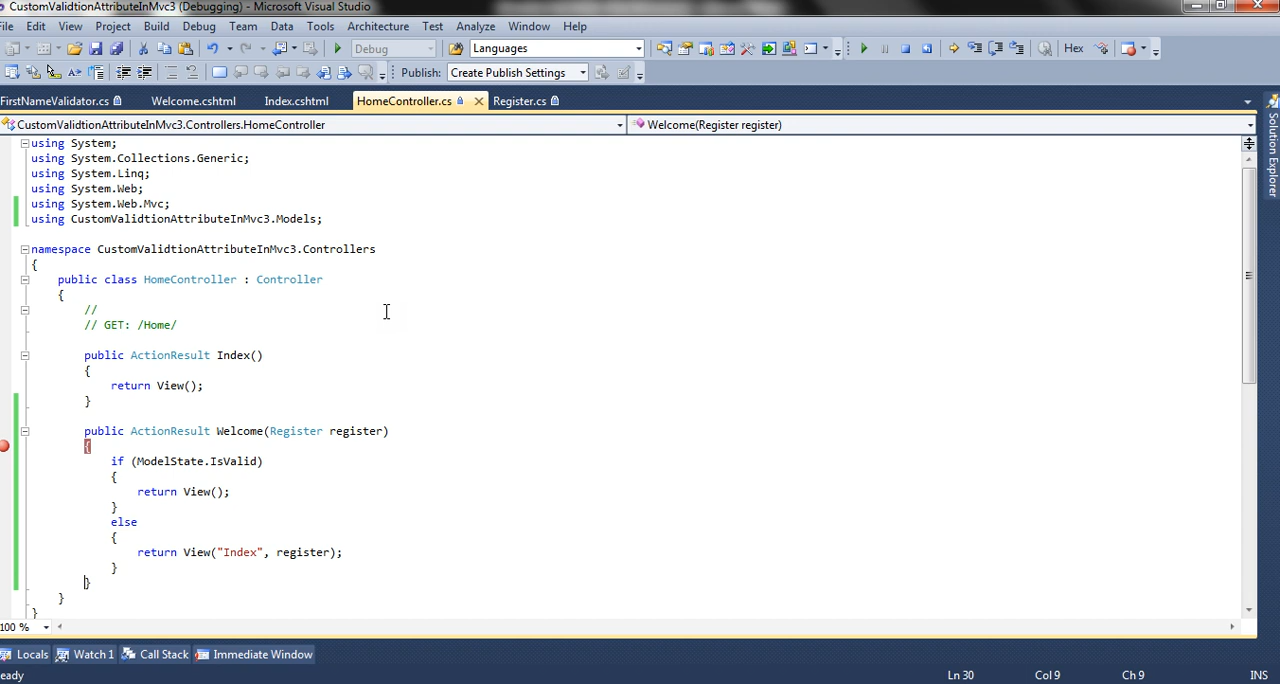 CustomValidtionAttributeInMvc3 (Debugging) - Microsoft Visual Studio
File Edit View Project Build Debug Team Data Tools Architecture Test Analyze Window Help
Debug Languages Hex
Publish: Create Publish Settings
FirstNameValidator.cs Welcome.cshtml Index.cshtml HomeController.cs Register.cs
CustomValidtionAttributeInMvc3.Controllers.HomeController Welcome(Register register)
Solution Explorer
using System;
using System.Collections.Generic;
using System.Linq;
using System.Web;
using System.Web.Mvc;
using CustomValidtionAttributeInMvc3.Models;
namespace CustomValidtionAttributeInMvc3.Controllers
{
public class HomeController : Controller
{
//
// GET: /Home/
public ActionResult Index()
{
return View();
}
public ActionResult Welcome(Register register)
{
if (ModelState.IsValid)
{
return View();
}
else
{
return View("Index", register);
}
}
}
}
100 %
Locals Watch 1 Call Stack Immediate Window
eady Ln 30 Col 9 Ch 9 INS